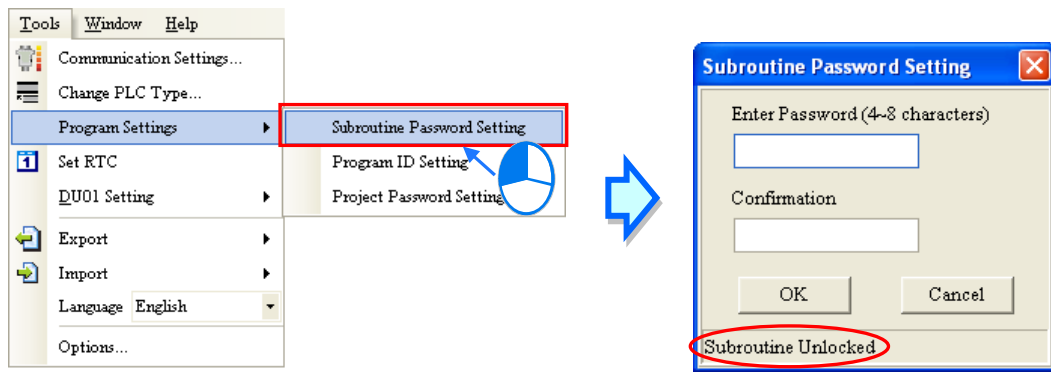 Tools Window Help
Communication Settings...
Change PLC Type...
Program Settings
Subroutine Password Setting
Set RTC
Program ID Setting
DU01 Setting
Project Password Setting
Export
Import
Language English
Options...
Subroutine Password Setting
Enter Password (4~8 characters)
Confirmation
OK Cancel
Subroutine Unlocked